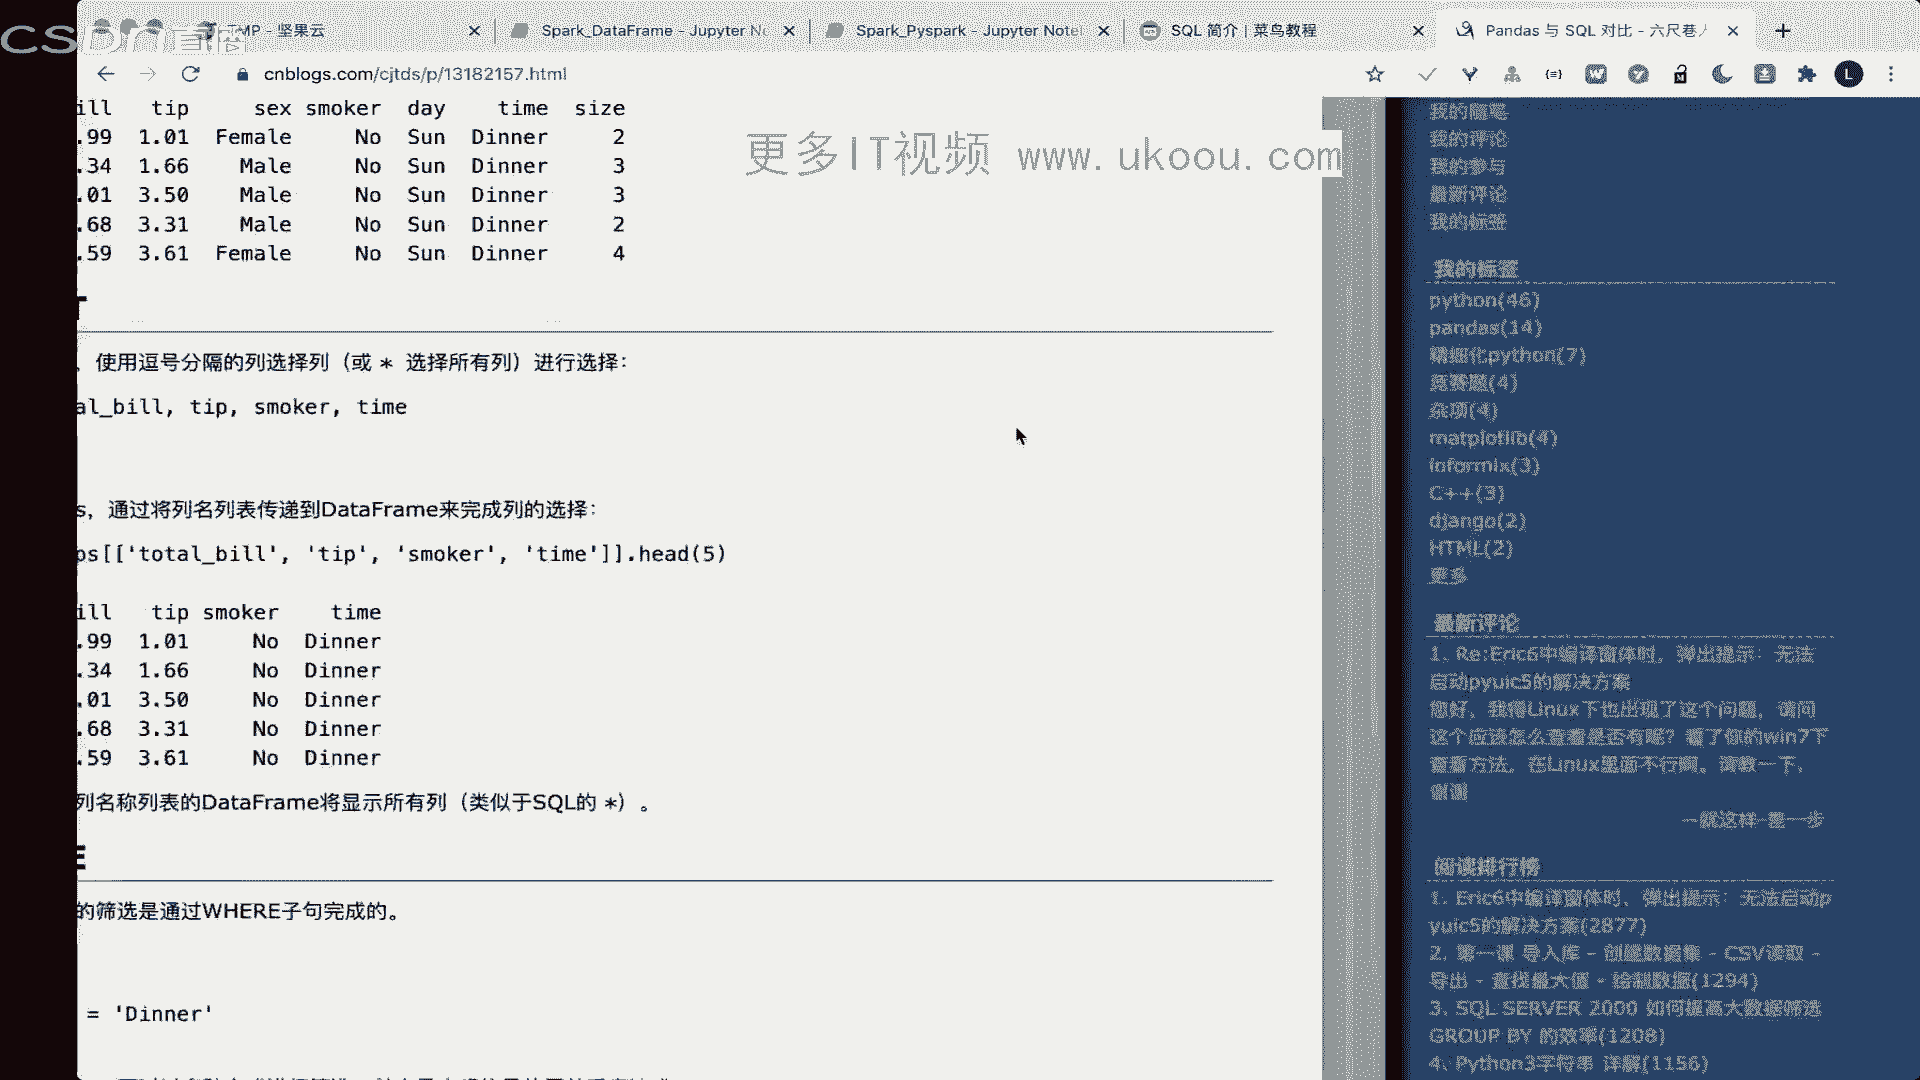 CSDN直播
MP - 坚果云
Spark_DataFrame - Jupyter No
Spark_Pyspark - Jupyter Notel
SQL 简介 | 菜鸟教程
Pandas 与 SQL 对比 - 六尺巷人
cnblogs.com/cjtds/p/13182157.html
L
更多IT视频 www.ukoou.com
ill tip sex smoker day time size
.99 1.01 Female No Sun Dinner 2
.34 1.66 Male No Sun Dinner 3
.01 3.50 Male No Sun Dinner 3
.68 3.31 Male No Sun Dinner 2
.59 3.61 Female No Sun Dinner 4
，使用逗号分隔的列选择列（或 * 选择所有列）进行选择：
al_bill, tip, smoker, time
s，通过将列名列表传递到DataFrame来完成列的选择：
ps[['total_bill', 'tip', 'smoker', 'time']].head(5)
ill tip smoker time
.99 1.01 No Dinner
.34 1.66 No Dinner
.01 3.50 No Dinner
.68 3.31 No Dinner
.59 3.61 No Dinner
列名称列表的DataFrame将显示所有列（类似于SQL的 *）。
的筛选是通过WHERE子句完成的。
= 'Dinner'
我的随笔
我的评论
我的参与
最新评论
我的标签
我的标签
python(46)
pandas(14)
精细化python(7)
(4)
杂项(4)
matplotlib(4)
informix(3)
C++(3)
django(2)
HTML(2)
更多
最新评论
1. Re:Eric6中编译窗体时，弹出提示：无法
启动pyuic5的解决方案
您好，我得Linux下也出现了这个问题，请问
这个应该怎么查看是否有呢？看了你的win7下
查看方法，在Linux里面不行啊。请教一下，
谢谢
--就这样-易一步
阅读排行榜
1. Eric6中编译窗体时，弹出提示：无法启动p
yuic5的解决方案(2877)
2. 第一课 导入库 - 创建数据集 - CSV读取 -
导出 - 查找最大值 - 绘制数据(1294)
3. SQL SERVER 2000 如何提高大数据筛选
GROUP BY 的效率(1208)
4. Python3字符串 详解(1156)